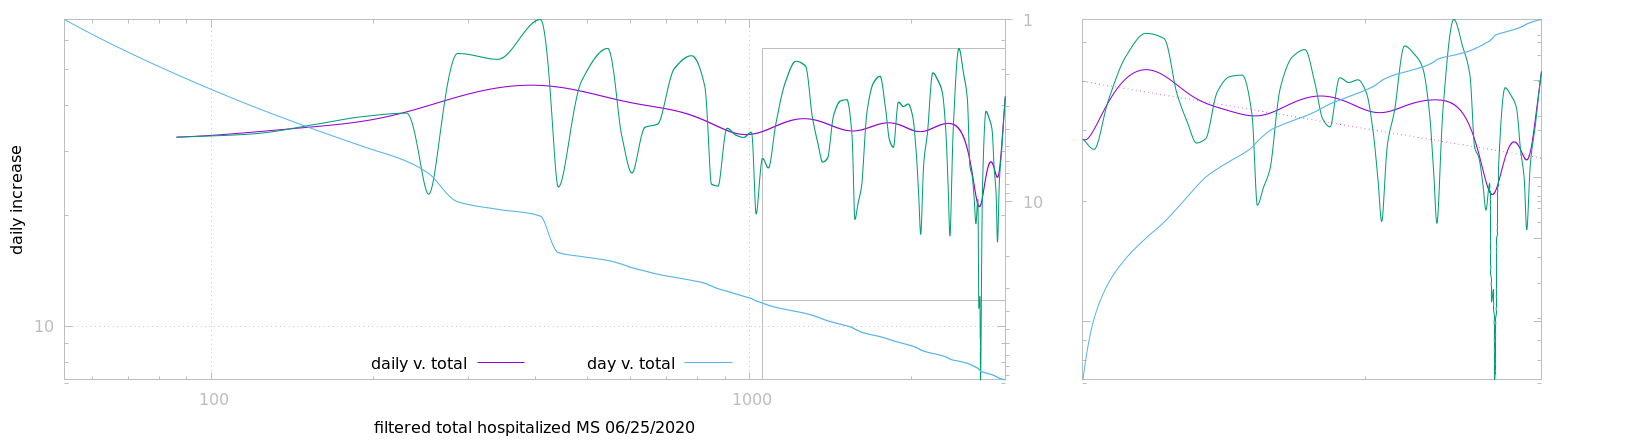 1
10
daily increase
10
daily v. total
day v. total
100
1000
filtered total hospitalized MS 06/25/2020